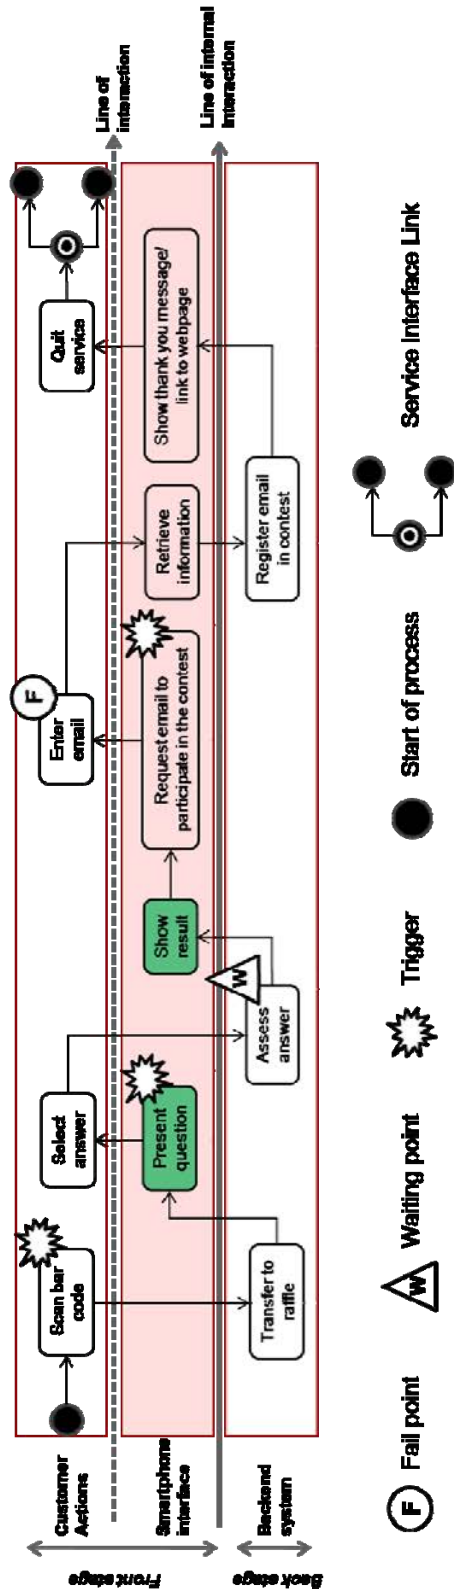 Line of
interaction
Line of internal
interaction
Customer
Actions
Scan bar
code
Select
answer
Enter
email
F
Quit
service
Front stage
Smartphone
interface
Present
question
Show
result
Request email to
participate in the contest
Retrieve
information
Show thank you message/
link to webpage
Back stage
Backend
system
Transfer to
raffle
Assess
answer
W
Register email
in contest
F
Fail point
W
Waiting point
Trigger
Start of process
Service Interface Link